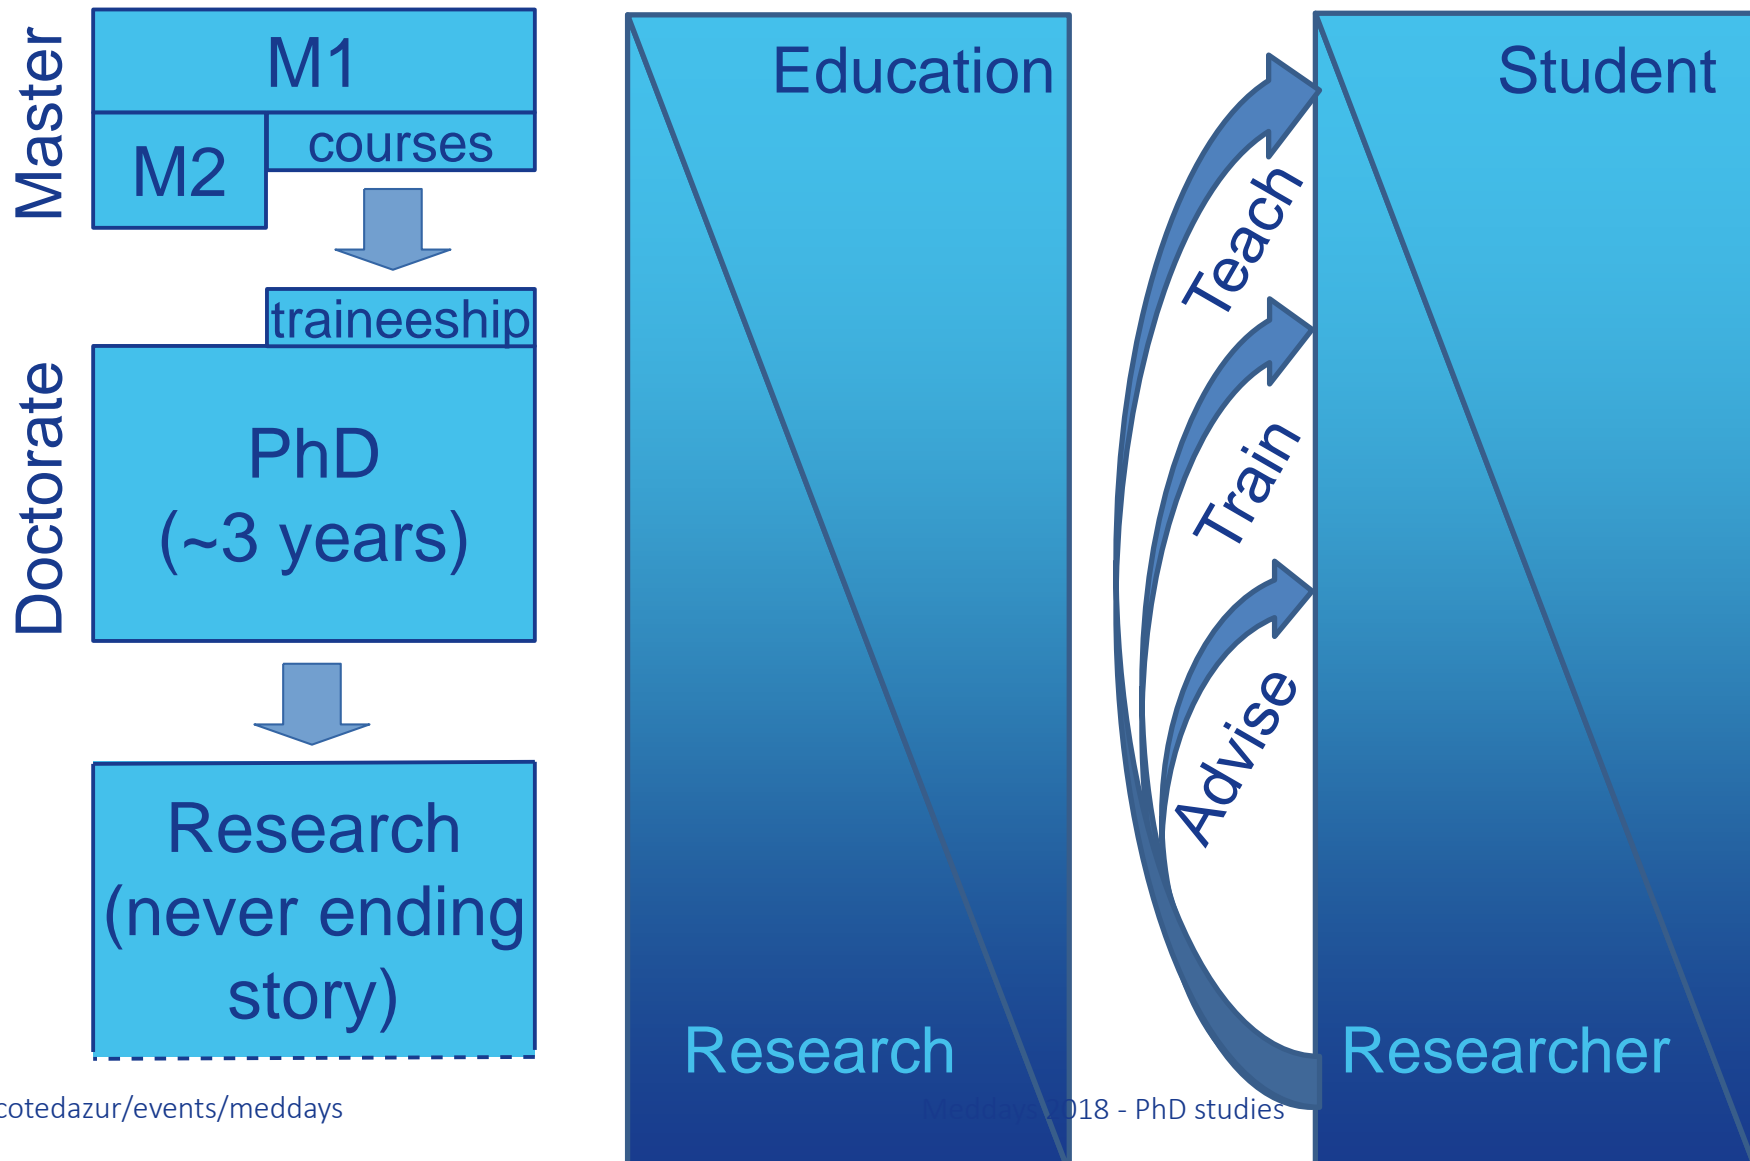 Master
M1
M2
courses
traineeship
Doctorate
PhD
(~3 years)
Research
(never ending
story)
Education
Research
Teach
Train
Advise
Student
Researcher
cotedazur/events/meddays
Meddays 2018 - PhD studies